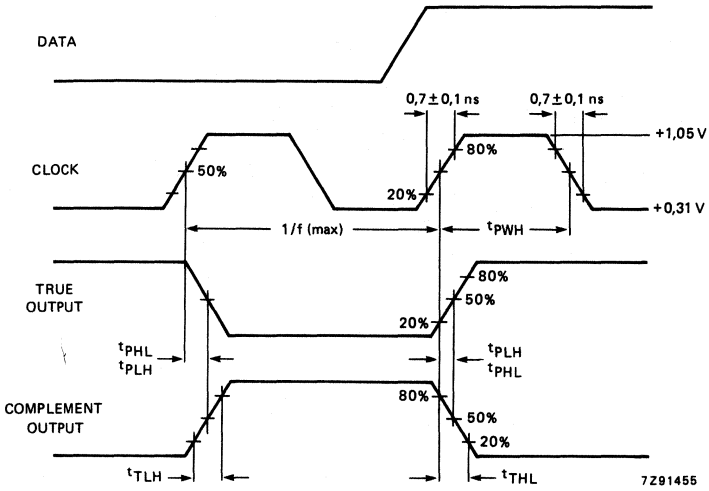 DATA
0,7 ± 0,1 ns
0,7 ± 0,1 ns
+1,05 V
80%
CLOCK
50%
20%
+0,31 V
1/f (max)
tPWH
80%
TRUE
OUTPUT
50%
20%
tPHL
tPLH
tPLH
tPHL
80%
COMPLEMENT
OUTPUT
50%
20%
tTLH
tTHL
7Z91455